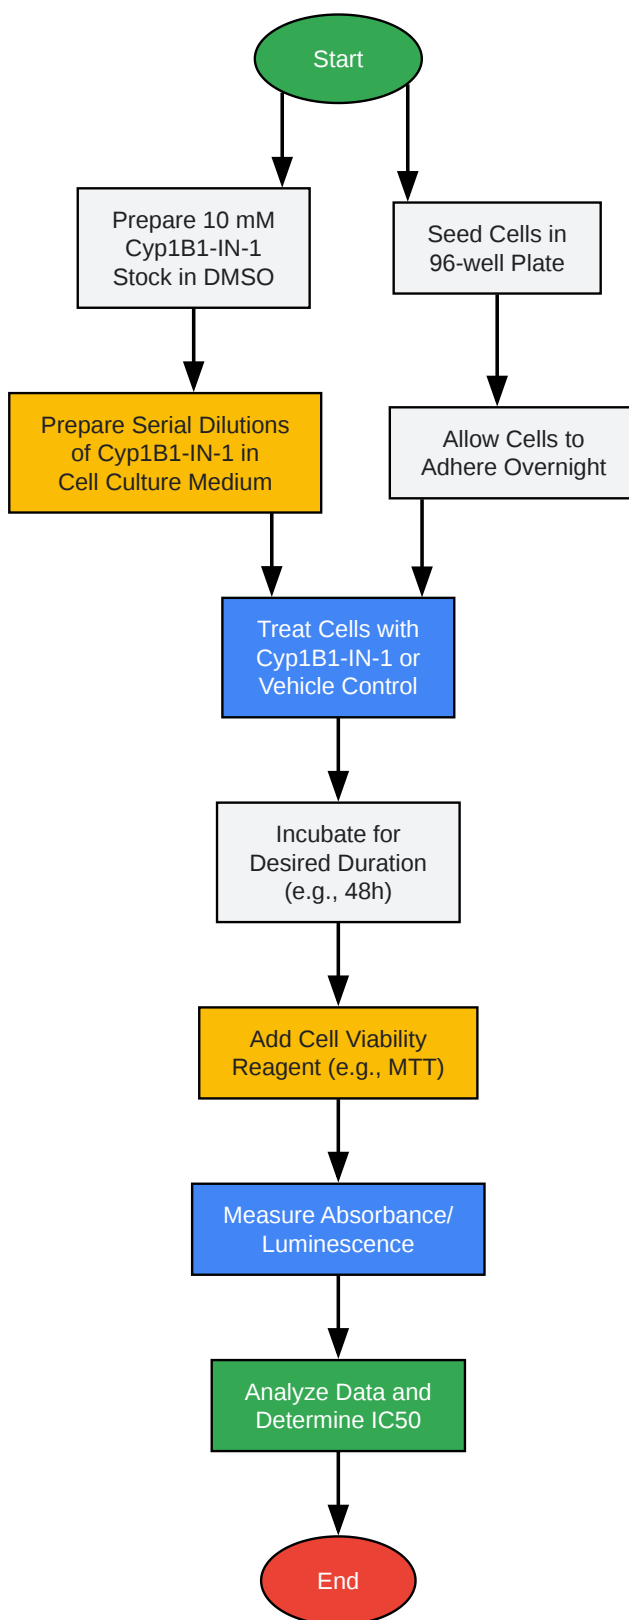 Start
Prepare 10 mM
Cyp1B1-IN-1
Stock in DMSO
Seed Cells in
96-well Plate
Prepare Serial Dilutions
of Cyp1B1-IN-1 in
Cell Culture Medium
Allow Cells to
Adhere Overnight
Treat Cells with
Cyp1B1-IN-1 or
Vehicle Control
Incubate for
Desired Duration
(e.g., 48h)
Add Cell Viability
Reagent (e.g., MTT)
Measure Absorbance/
Luminescence
Analyze Data and
Determine IC50
End